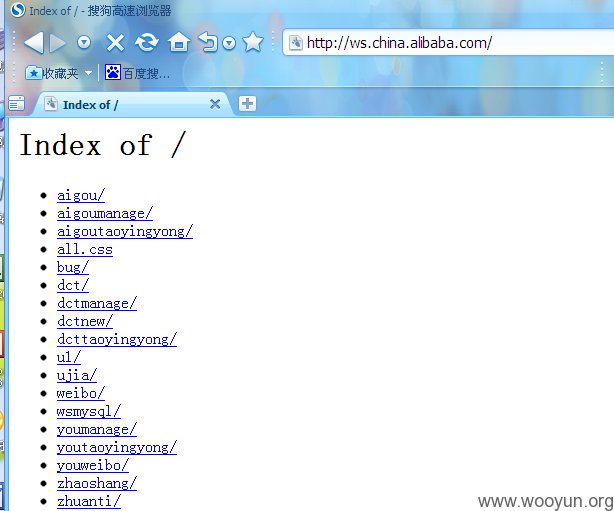 Index of / - 搜狗高速浏览器
http://ws.china.alibaba.com/
收藏夹 百度搜...
Index of /
Index of /
aigou/
aigoumanage/
aigoutaoyingyong/
all.css
bug/
dct/
dctmanage/
dctnew/
dcttaoyingyong/
ul/
ujia/
weibo/
wsmysql/
youmanage/
youtaoyingyong/
youweibo/
zhaoshang/
zhuanti/
www.wooyun.org